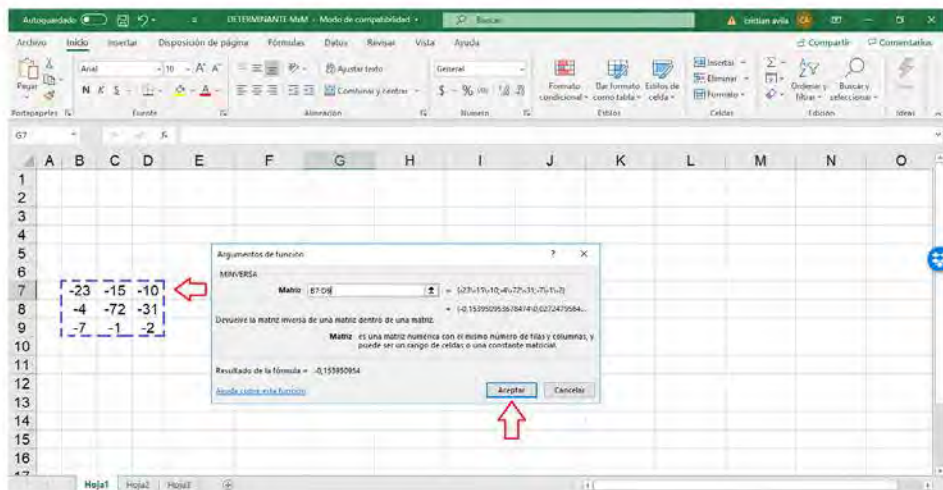 Autoguardado
DETERMINANTE MxM - Modo de compatibilidad
Buscar
cristian avila
CA
Archivo Inicio Insertar Disposición de página Fórmulas Datos Revisar Vista Ayuda
Compartir Comentarios
Pegar
Arial 10 A A
N K S
Ajustar texto
Combinar y centrar
General
$ % 000
Formato condicional
Dar formato como tabla
Estilos de celda
Insertar
Eliminar
Formato
Ordenar y filtrar
Buscar y seleccionar
Ideas
Portapapeles Fuente Alineación Número Estilos Celdas Edición Ideas
G7
A B C D E F G H I J K L M N O
1
2
3
4
5
6
7 -23 -15 -10
8 -4 -72 -31
9 -7 -1 -2
10
11
12
13
14
15
16
17
Argumentos de función ? ×
MINVERSA
Matriz B7:D9 = {-23\-15\-10;-4\-72\-31;-7\-1\-2}
Devuelve la matriz inversa de una matriz dentro de una matriz.
Matriz es una matriz numérica con el mismo número de filas y columnas, y
puede ser un rango de celdas o una constante matricial.
Resultado de la fórmula = -0,153950954
Ayuda sobre esta función
Aceptar Cancelar
Hoja1 Hoja2 Hoja3